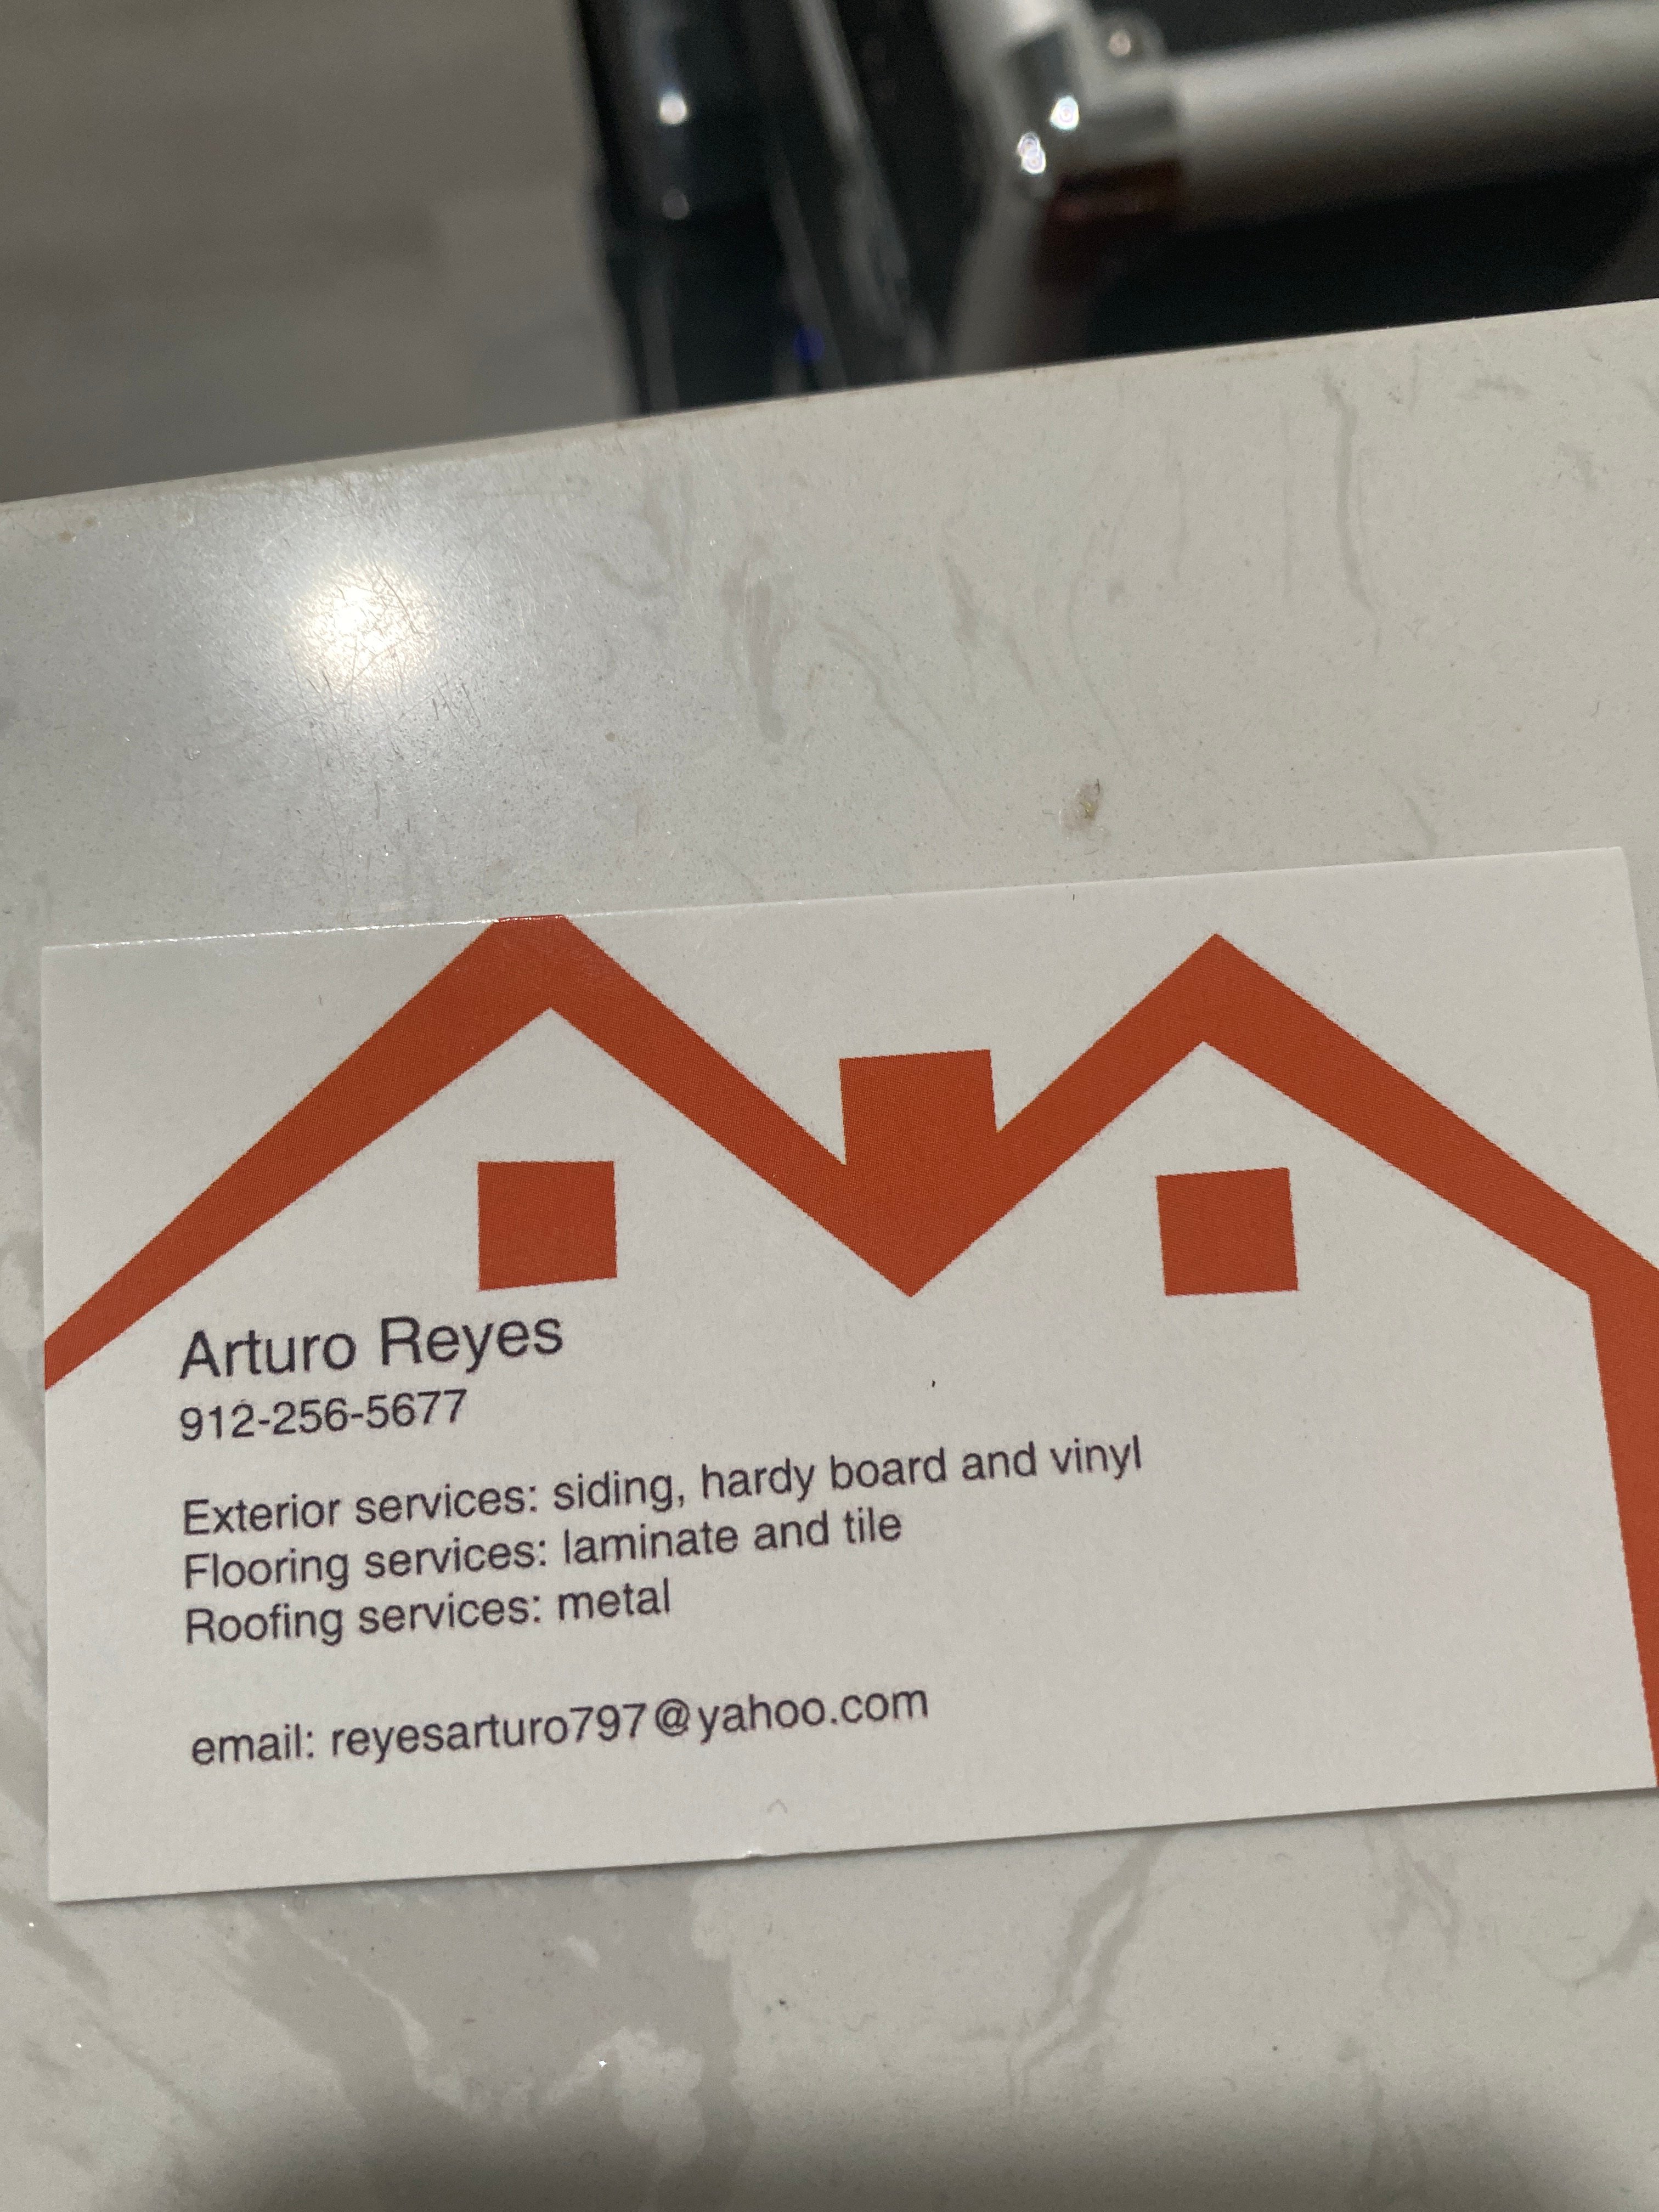 Arturo Reyes
912-256-5677
Exterior services: siding, hardy board and vinyl
Flooring services: laminate and tile
Roofing services: metal
email: reyesarturo797@yahoo.com